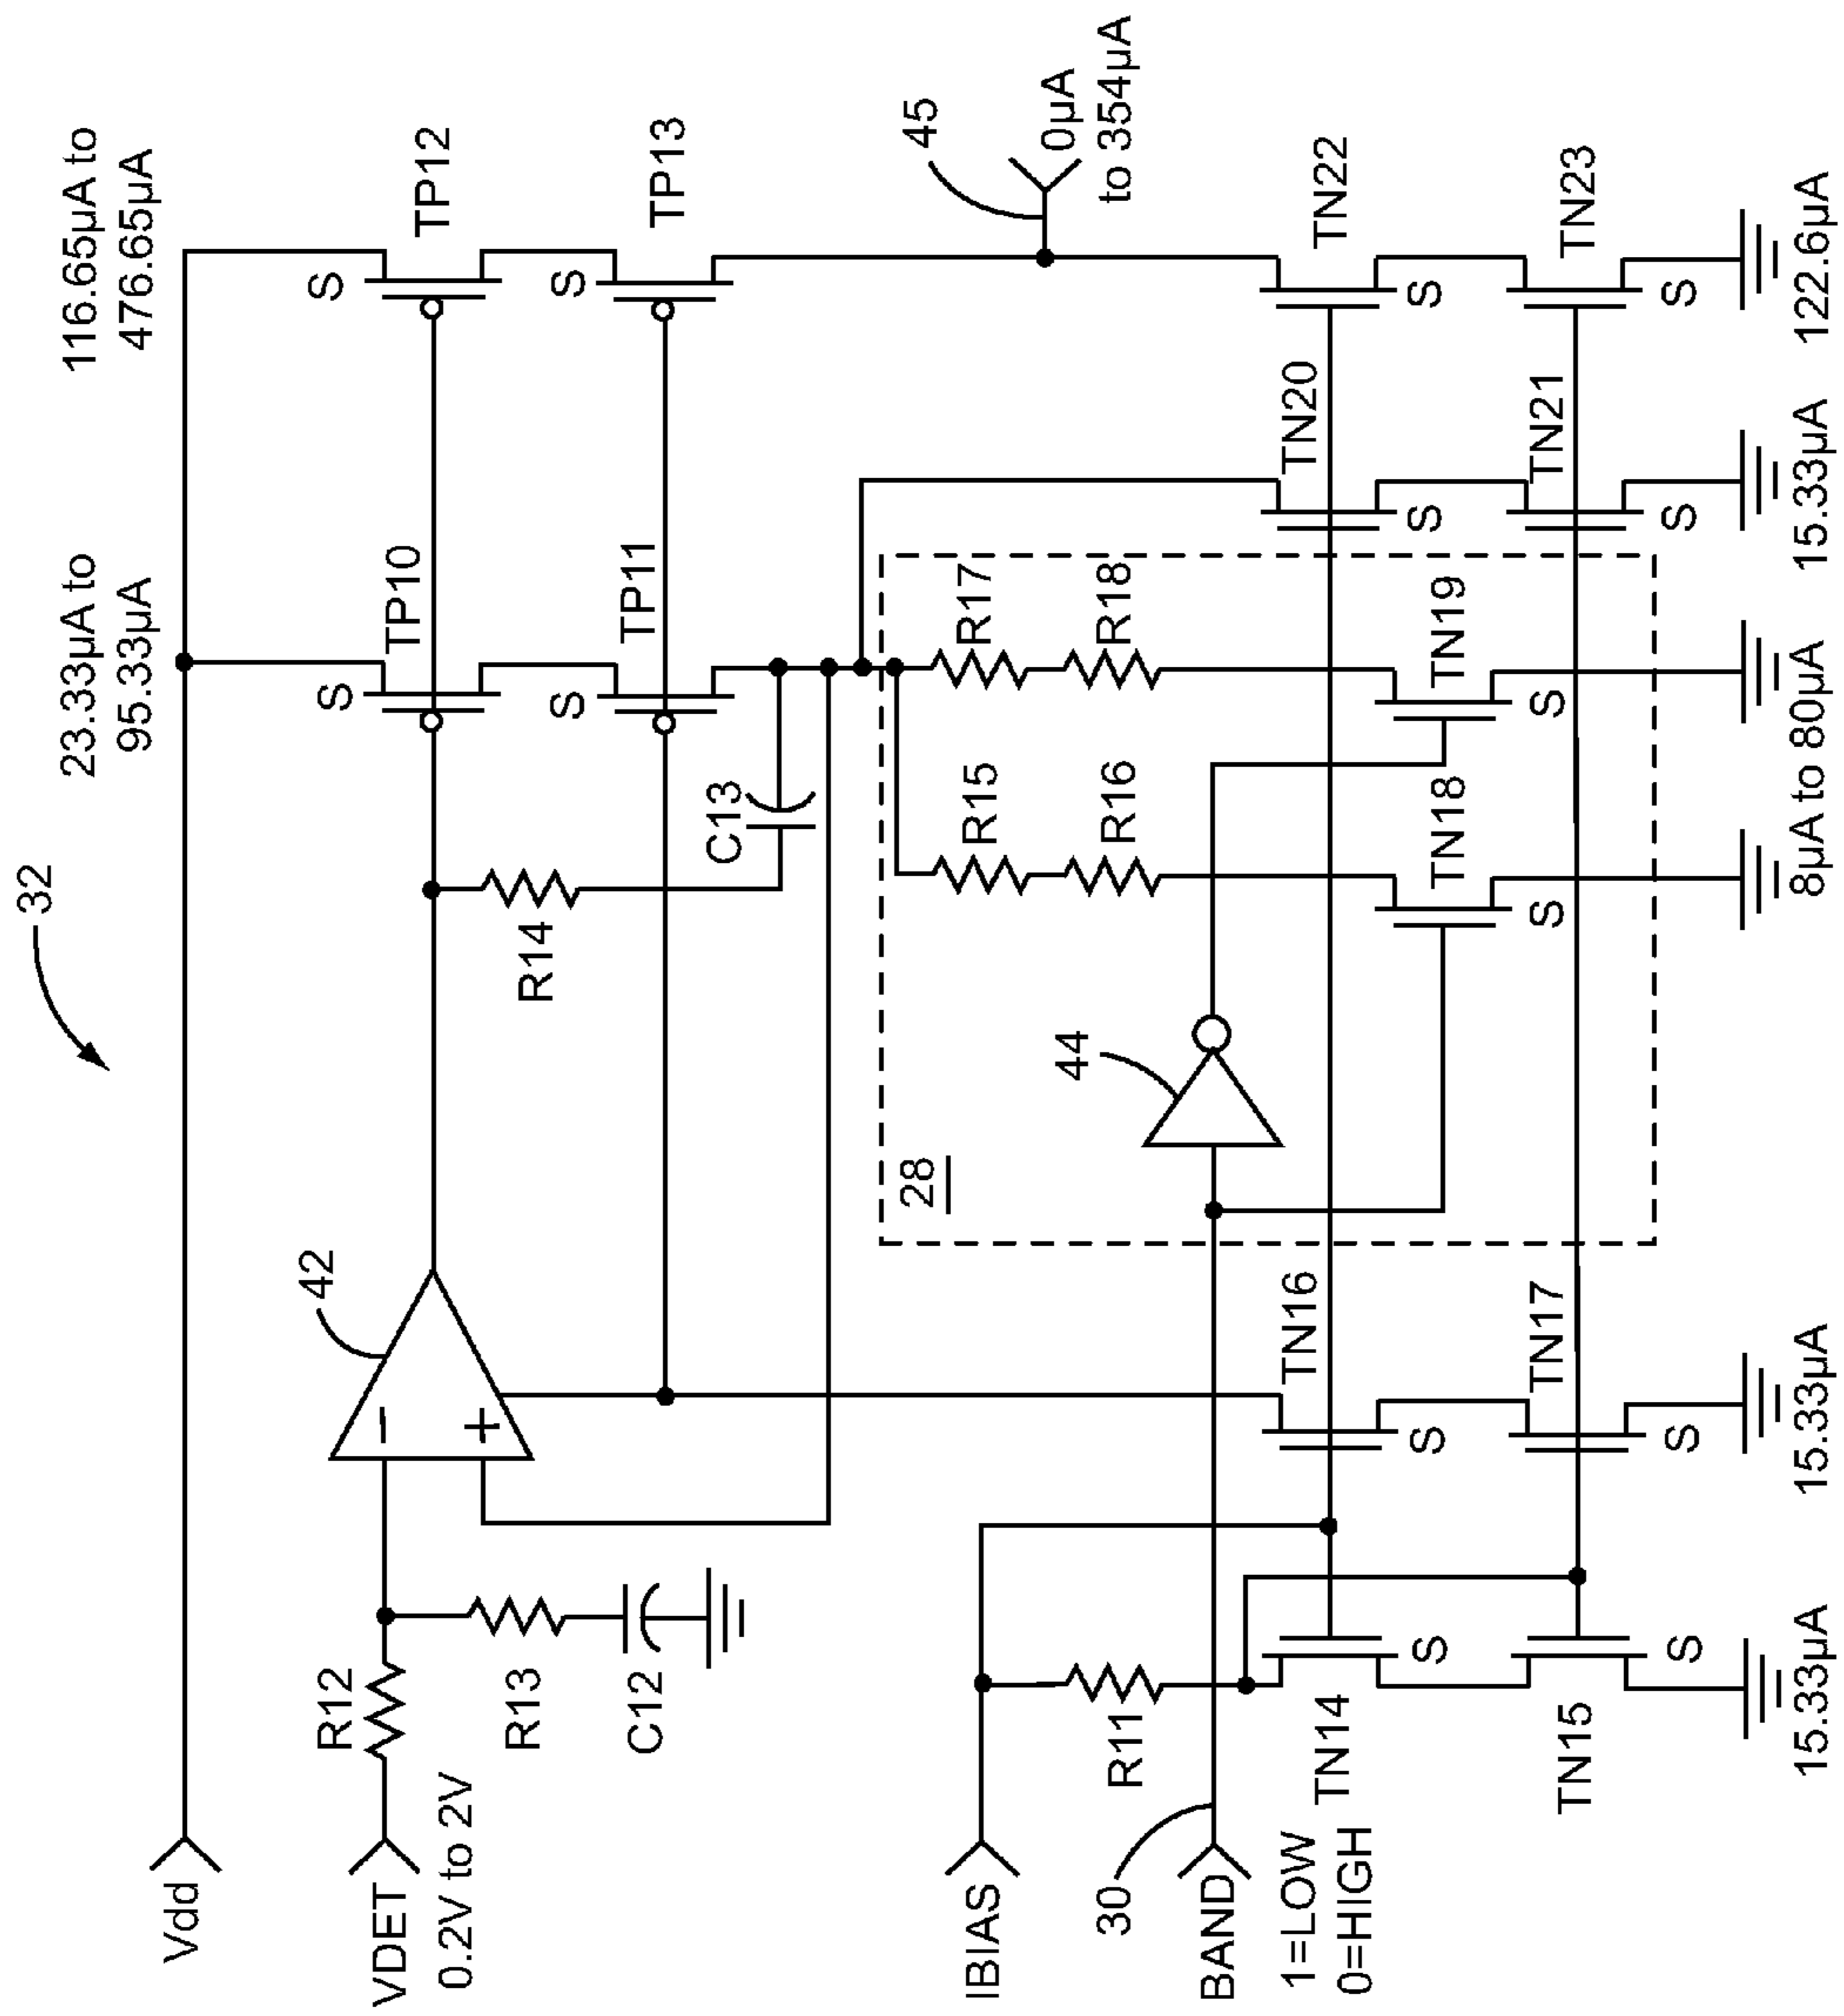 32
116.65µA to
476.65µA
23.33µA to
95.33µA
Vdd
42
S
S
TP10
TP12
VDET
0.2V to 2V
R12
−
+
R14
S
S
TP11
TP13
R13
C12
C13
45
0µA
to 354µA
28
R15
R17
R16
R18
44
IBIAS
R11
30
BAND
1=LOW
0=HIGH
TN14
TN16
TN20
TN22
S
S
S
S
TN18
TN19
S
S
TN15
TN17
TN21
TN23
S
S
S
S
15.33µA
15.33µA
8µA to 80µA
15.33µA
122.6µA